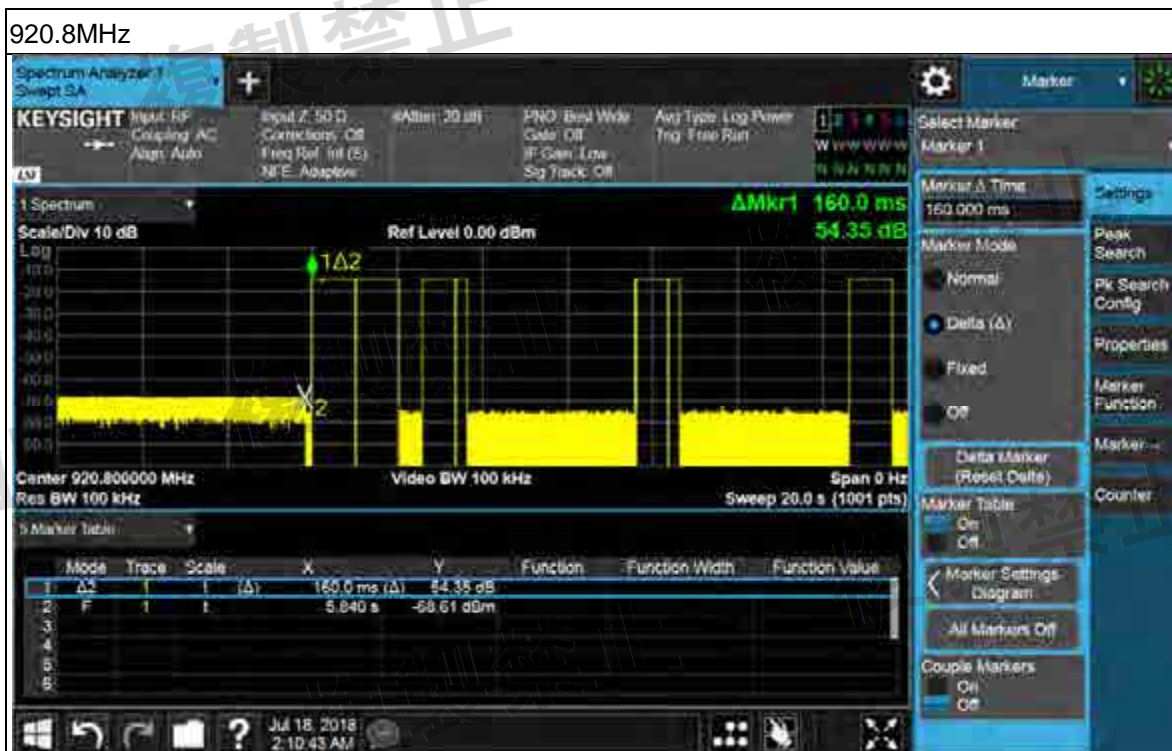 920.8MHz
Spectrum Analyzer 1
Swept SA
+
Marker
KEYSIGHT
Input: RF
Coupling: AC
Align: Auto
Input Z: 50 Ω
Corrections: Off
Freq Ref: Int (S)
NFE: Adaptive
#Atten: 20 dB
PNO: Best Wide
Gate: Off
IF Gain: Low
Sig Track: Off
Avg Type: Log Power
Trig: Free Run
Select Marker
Marker 1
1 Spectrum
ΔMkr1 160.0 ms
54.35 dB
Scale/Div 10 dB
Ref Level 0.00 dBm
Log
1Δ2
2
Center 920.800000 MHz
Video BW 100 kHz
Span 0 Hz
Res BW 100 kHz
Sweep 20.0 s (1001 pts)
5 Marker Table
Mode Trace Scale X Y Function Function Width Function Value
1 Δ2 1 t (Δ) 160.0 ms (Δ) 54.35 dB
2 F 1 t 5.840 s -68.61 dBm
3
4
5
6
Marker Δ Time
160.000 ms
Marker Mode
Normal
Delta (Δ)
Fixed
Off
Delta Marker
(Reset Delta)
Marker Table
On
Off
Marker Settings
Diagram
All Markers Off
Couple Markers
On
Off
Settings
Peak
Search
Pk Search
Config
Properties
Marker
Function
Marker→
Counter
?
Jul 18, 2018
2:10:43 AM
複製禁止